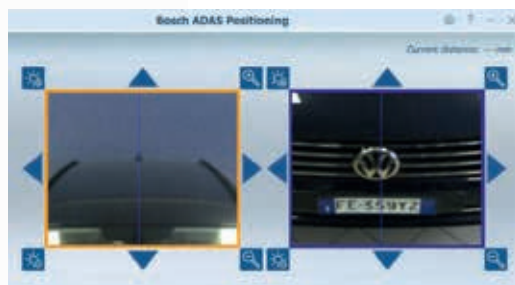 Bosch ADAS Positioning
Current distance: --- mm
FE-559YZ